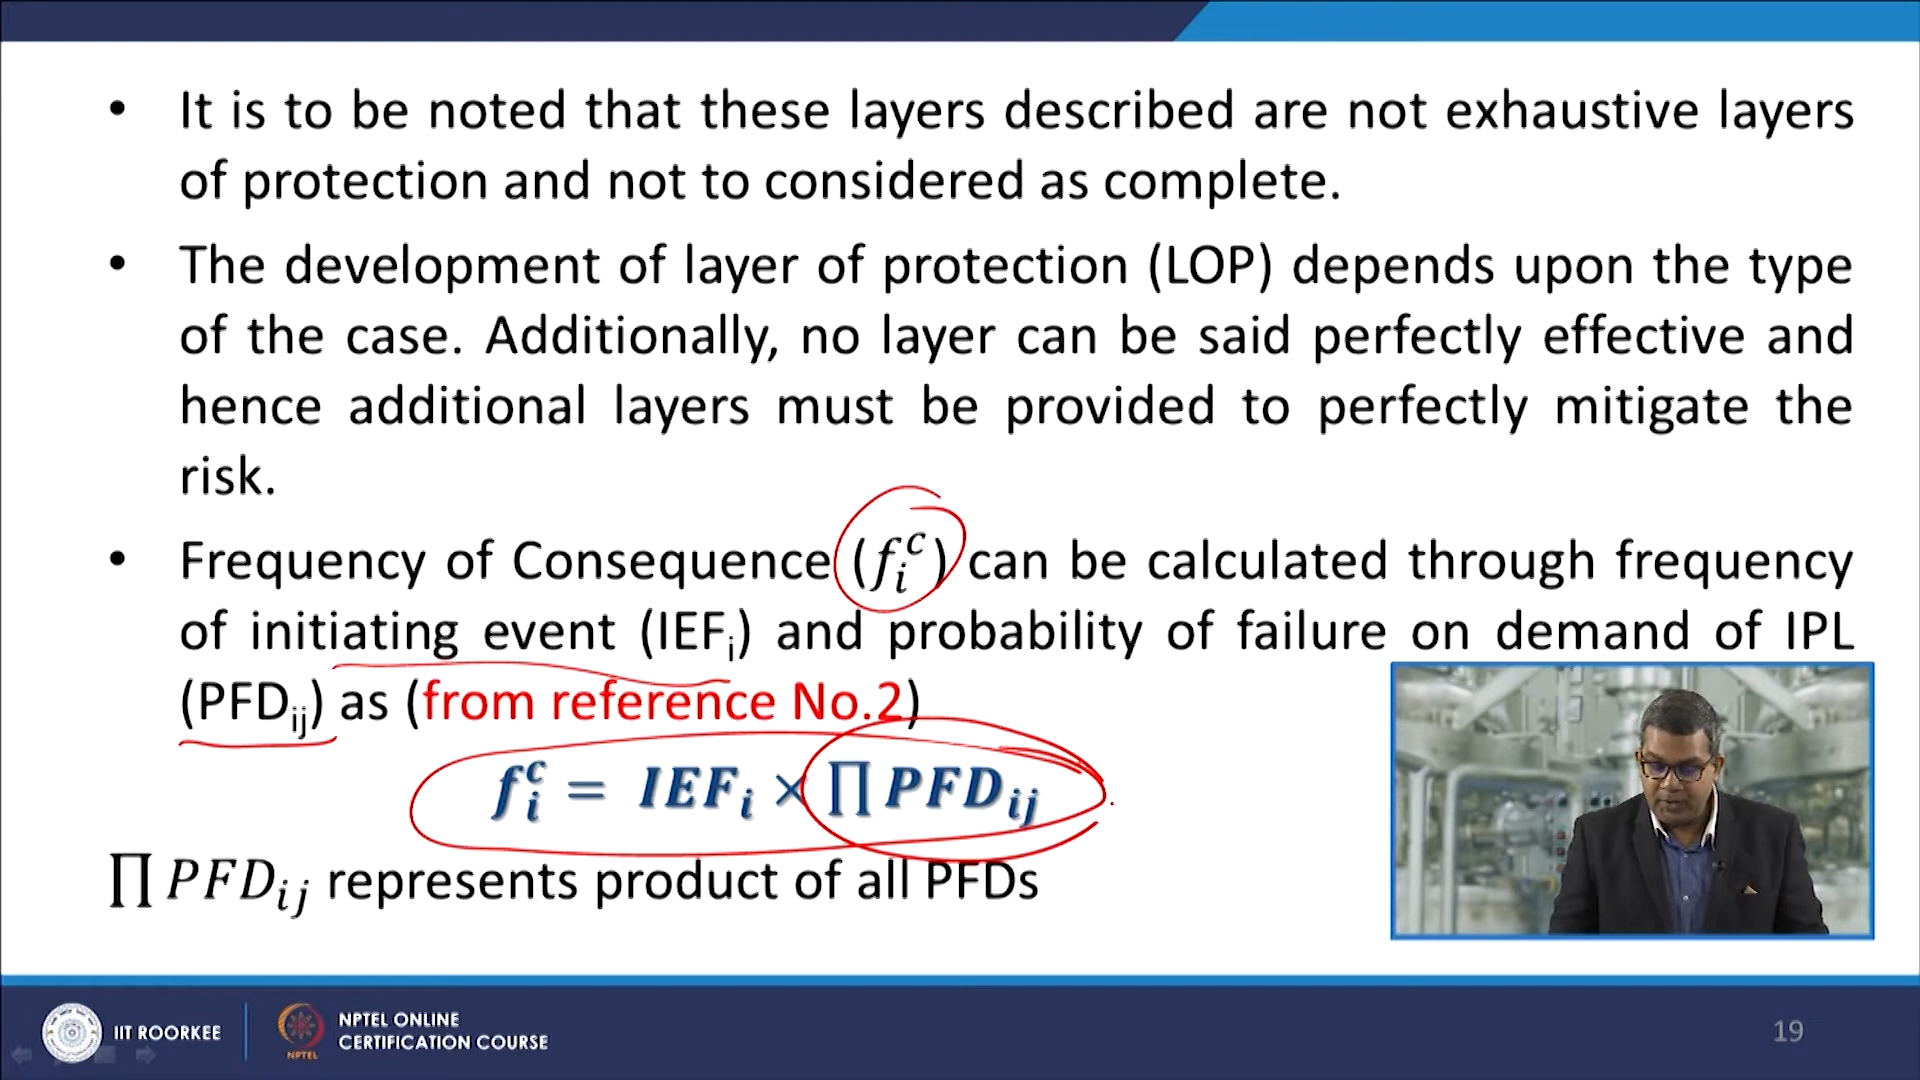 • It is to be noted that these layers described are not exhaustive layers
of protection and not to considered as complete.
• The development of layer of protection (LOP) depends upon the type
of the case. Additionally, no layer can be said perfectly effective and
hence additional layers must be provided to perfectly mitigate the
risk.
• Frequency of Consequence (f_i^c) can be calculated through frequency
of initiating event (IEF_i) and probability of failure on demand of IPL
(PFD_ij) as (from reference No.2)
f_i^c = IEF_i × ∏ PFD_ij
∏ PFD_ij represents product of all PFDs
IIT ROORKEE
NPTEL
NPTEL ONLINE
CERTIFICATION COURSE
19